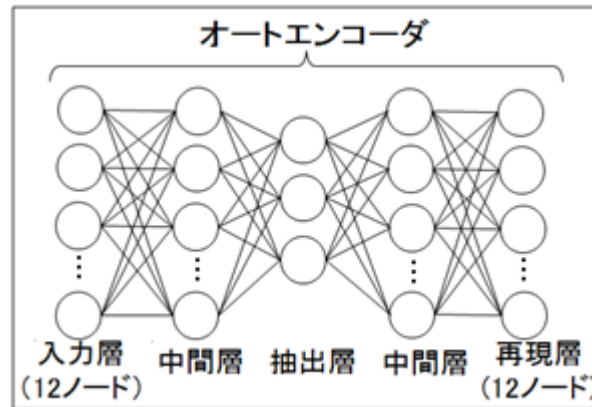 オートエンコーダ
入力層 中間層 抽出層 中間層 再現層
(12ノード) (12ノード)